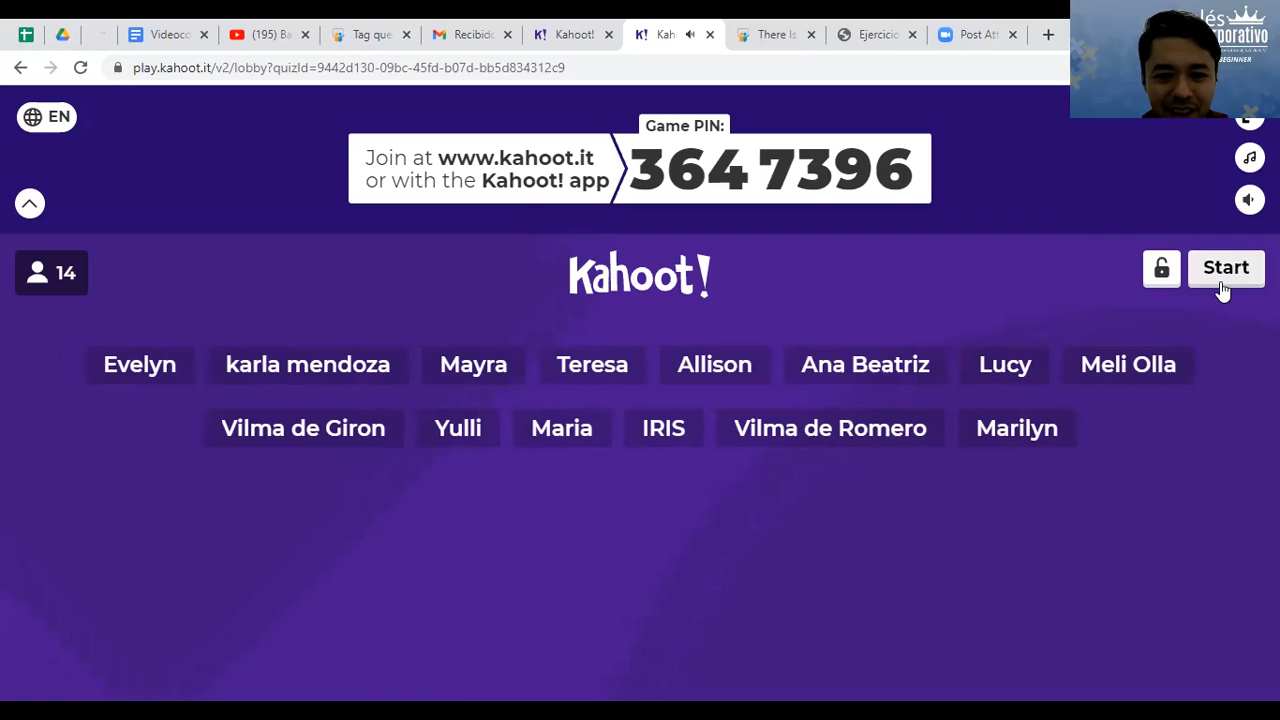 Videoco
(195) Ba
Tag que
Recibido
Kahoot!
Kah
There Is
Ejercicio
Post Att
play.kahoot.it/v2/lobby?quizId=9442d130-09bc-45fd-b07d-bb5d834312c9
lés
rporativo
BEGINNER
EN
Game PIN:
Join at www.kahoot.it
or with the Kahoot! app
364 7396
14
Kahoot!
Start
Evelyn karla mendoza Mayra Teresa Allison Ana Beatriz Lucy Meli Olla
Vilma de Giron Yulli Maria IRIS Vilma de Romero Marilyn